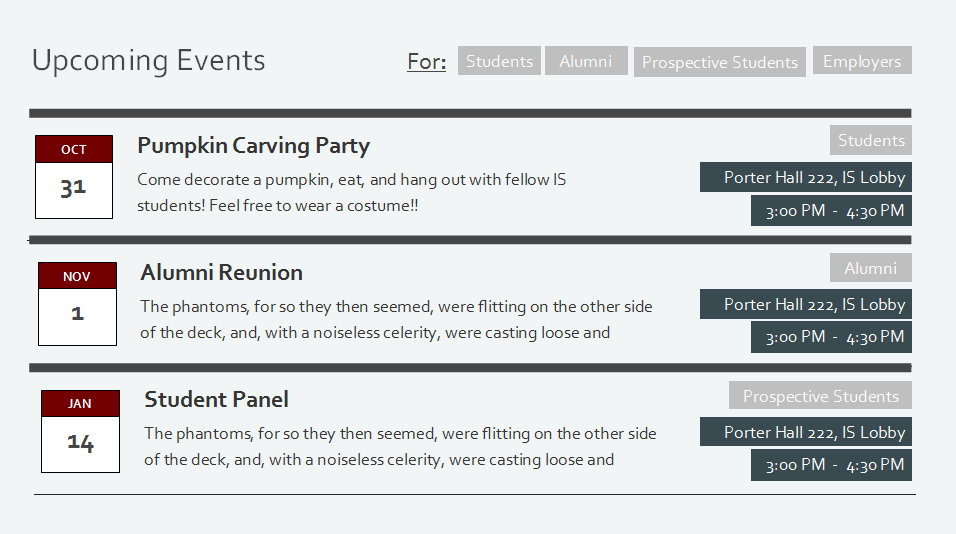 Upcoming Events
For: Students Alumni Prospective Students Employers
OCT
31
Pumpkin Carving Party
Come decorate a pumpkin, eat, and hang out with fellow IS
students! Feel free to wear a costume!!
Students
Porter Hall 222, IS Lobby
3:00 PM - 4:30 PM
NOV
1
Alumni Reunion
The phantoms, for so they then seemed, were flitting on the other side
of the deck, and, with a noiseless celerity, were casting loose and
Alumni
Porter Hall 222, IS Lobby
3:00 PM - 4:30 PM
JAN
14
Student Panel
The phantoms, for so they then seemed, were flitting on the other side
of the deck, and, with a noiseless celerity, were casting loose and
Prospective Students
Porter Hall 222, IS Lobby
3:00 PM - 4:30 PM